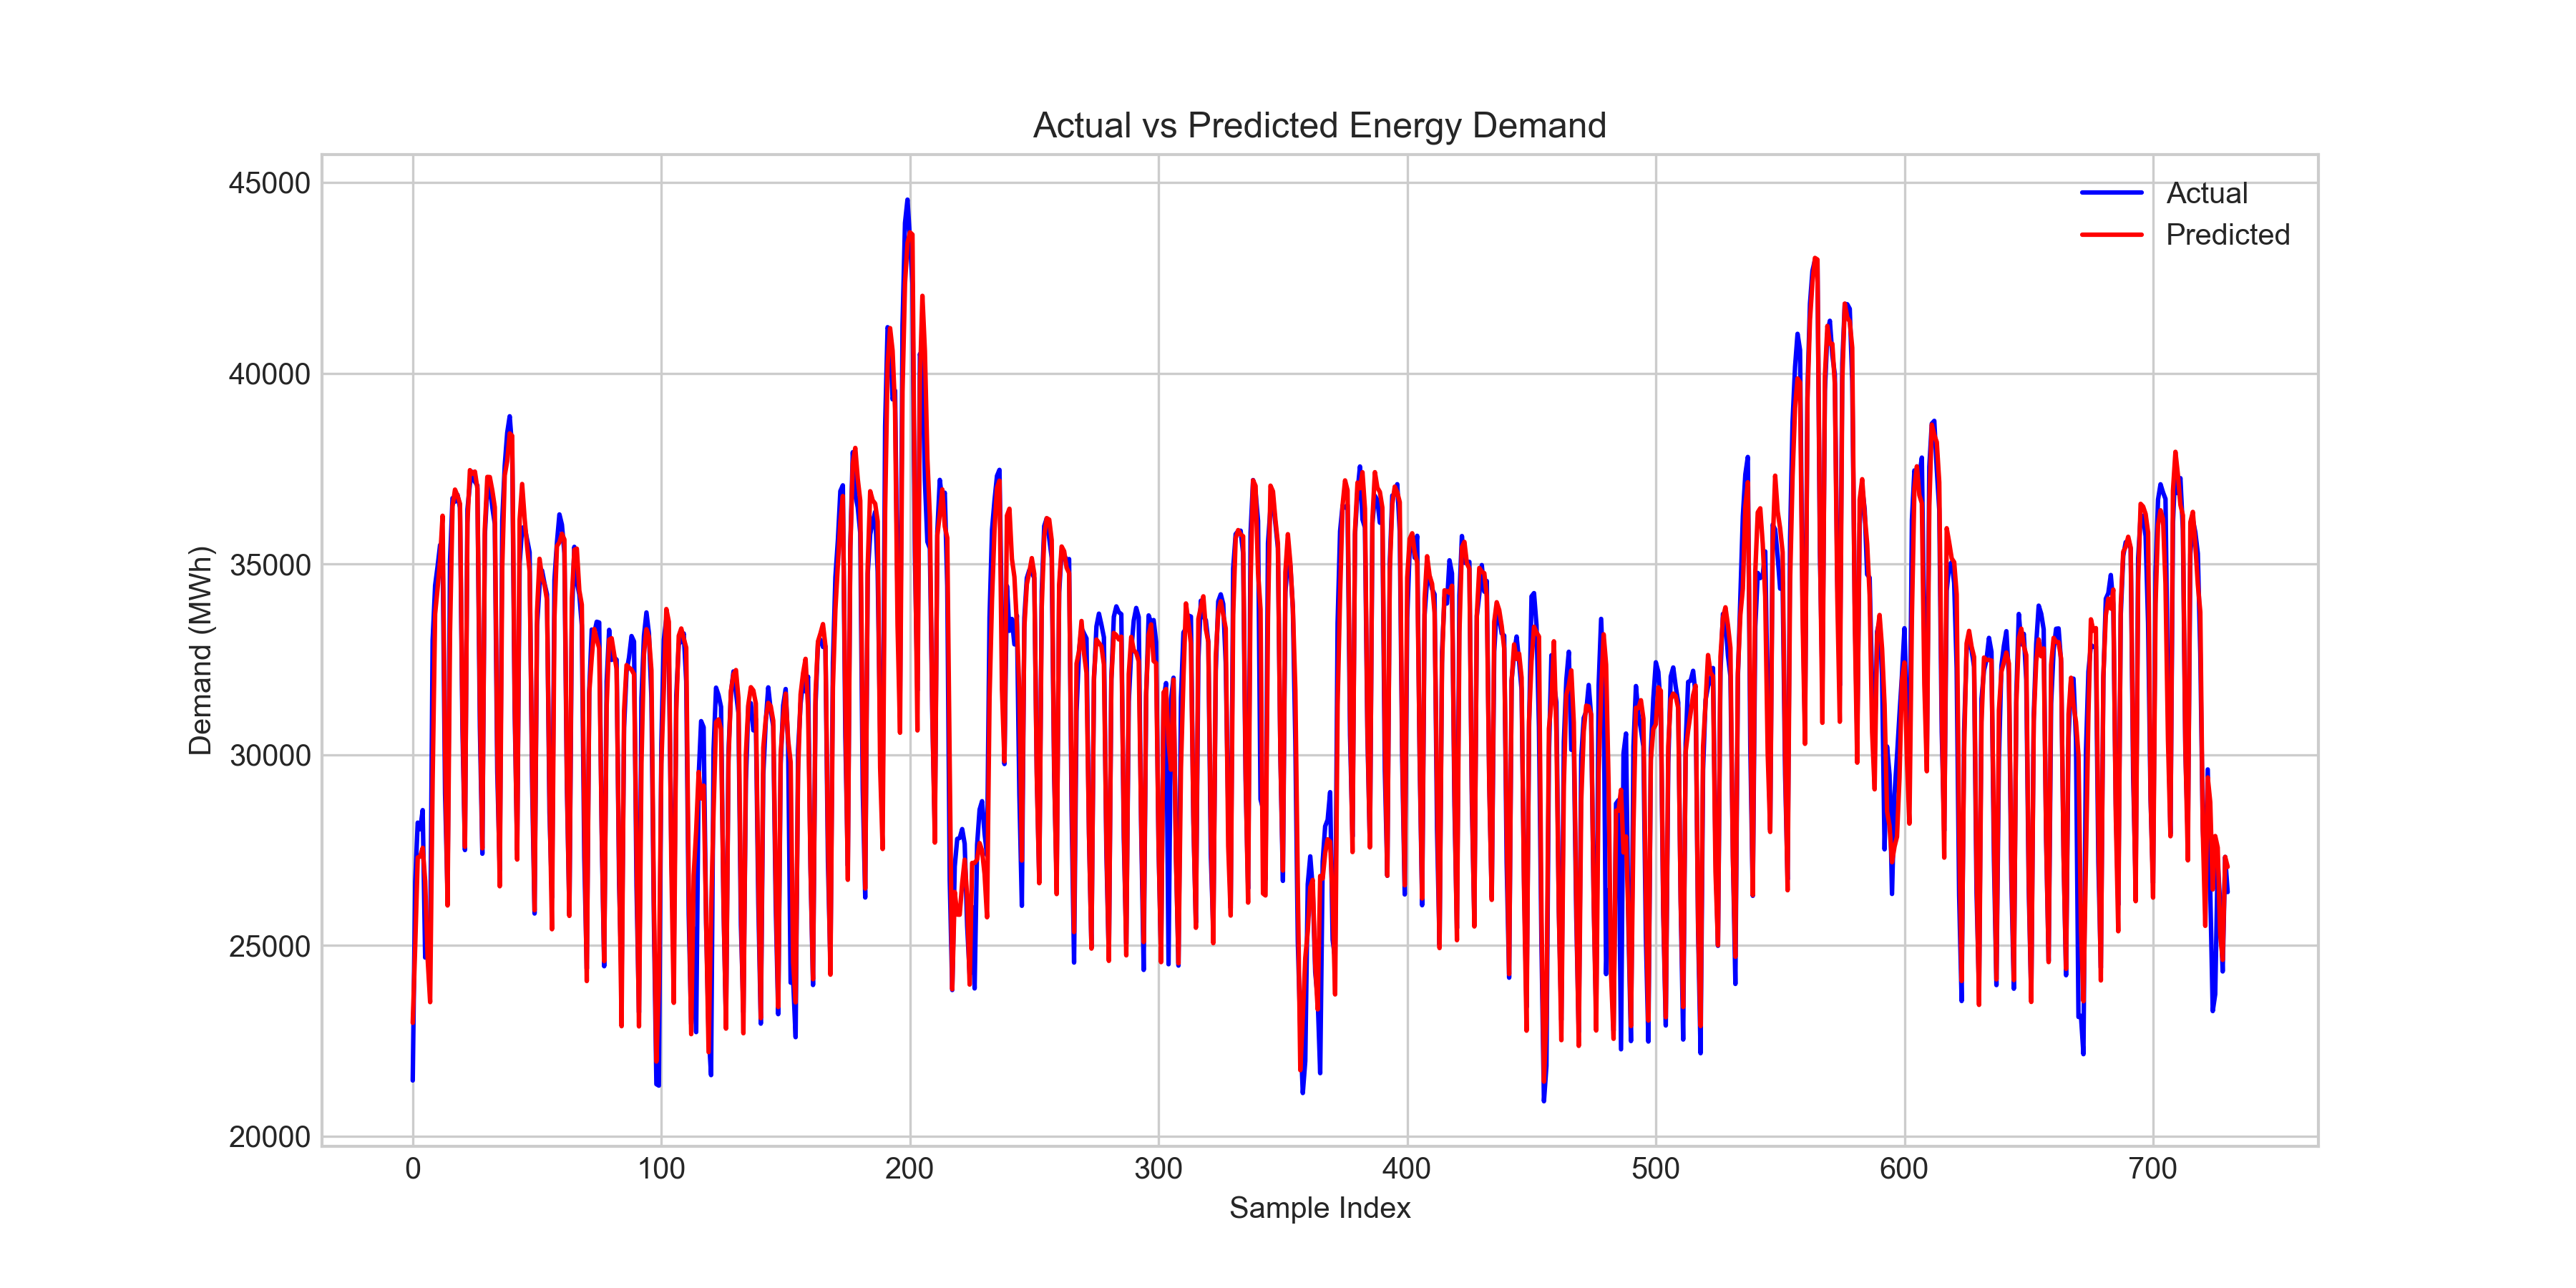 Actual vs Predicted Energy Demand
Actual
Predicted
Demand (MWh)
45000
40000
35000
30000
25000
20000
0 100 200 300 400 500 600 700
Sample Index